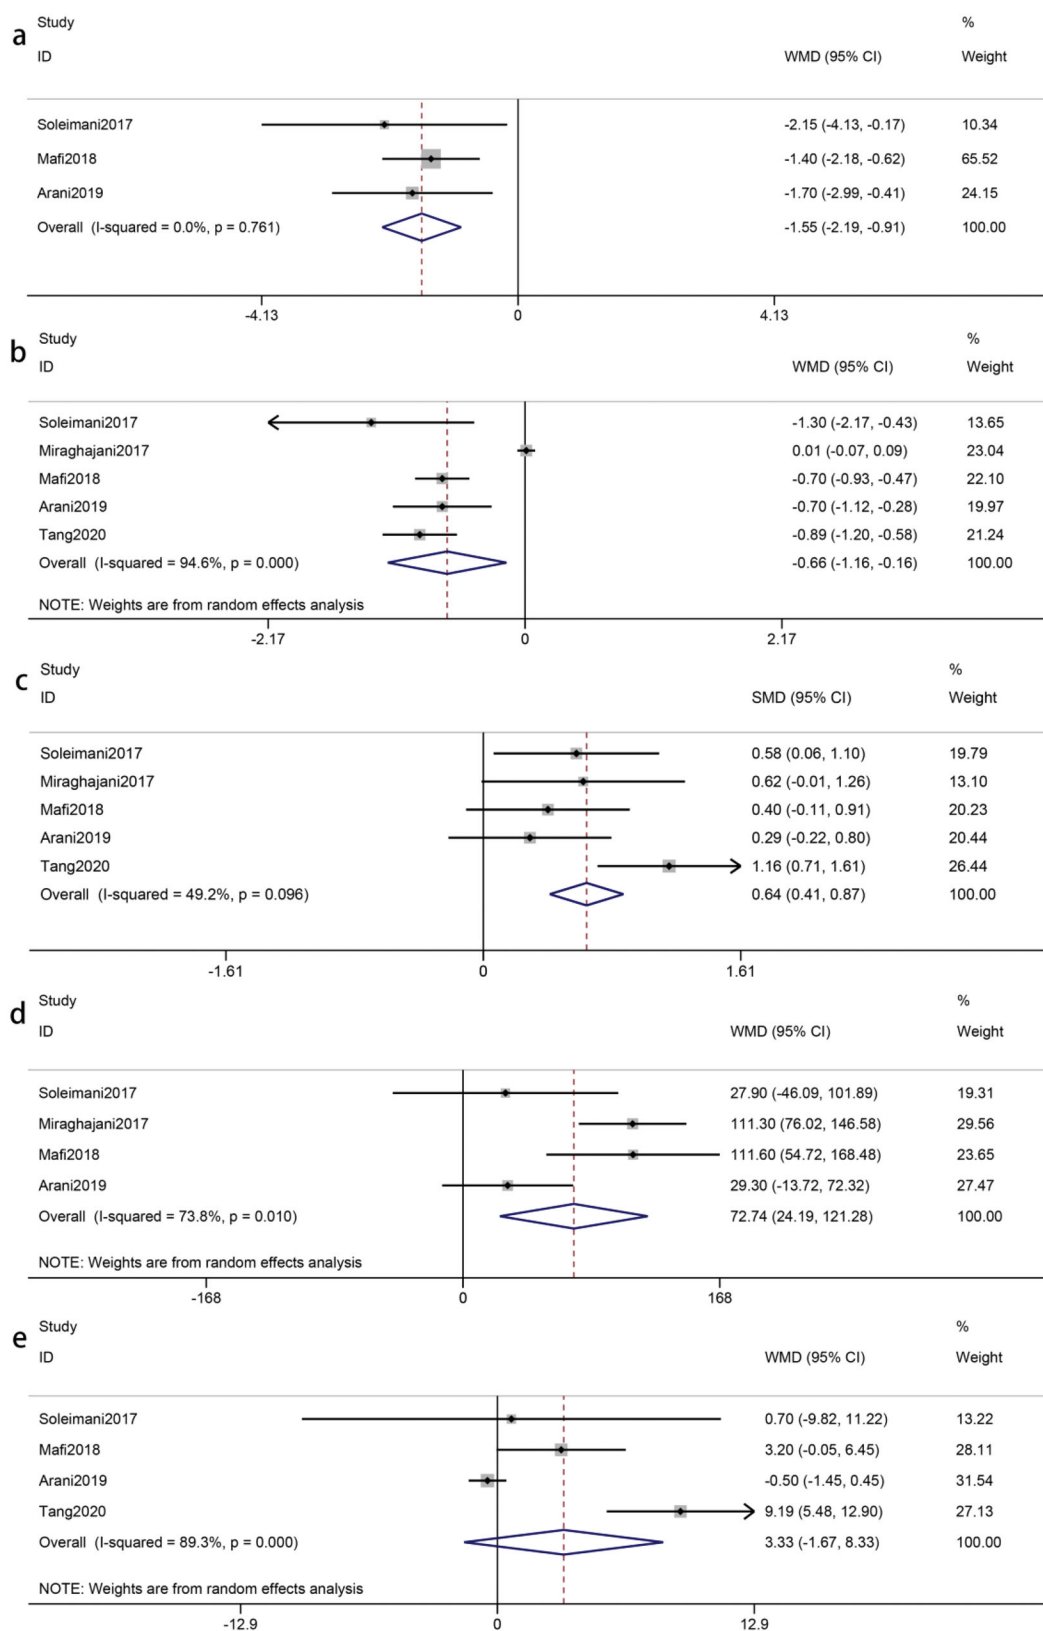 a
Study %
ID WMD (95% CI) Weight
Soleimani2017 -2.15 (-4.13, -0.17) 10.34
Mafi2018 -1.40 (-2.18, -0.62) 65.52
Arani2019 -1.70 (-2.99, -0.41) 24.15
Overall (I-squared = 0.0%, p = 0.761) -1.55 (-2.19, -0.91) 100.00
-4.13 0 4.13
b
Study %
ID WMD (95% CI) Weight
Soleimani2017 -1.30 (-2.17, -0.43) 13.65
Miraghajani2017 0.01 (-0.07, 0.09) 23.04
Mafi2018 -0.70 (-0.93, -0.47) 22.10
Arani2019 -0.70 (-1.12, -0.28) 19.97
Tang2020 -0.89 (-1.20, -0.58) 21.24
Overall (I-squared = 94.6%, p = 0.000) -0.66 (-1.16, -0.16) 100.00
NOTE: Weights are from random effects analysis
-2.17 0 2.17
c
Study %
ID SMD (95% CI) Weight
Soleimani2017 0.58 (0.06, 1.10) 19.79
Miraghajani2017 0.62 (-0.01, 1.26) 13.10
Mafi2018 0.40 (-0.11, 0.91) 20.23
Arani2019 0.29 (-0.22, 0.80) 20.44
Tang2020 1.16 (0.71, 1.61) 26.44
Overall (I-squared = 49.2%, p = 0.096) 0.64 (0.41, 0.87) 100.00
-1.61 0 1.61
d
Study %
ID WMD (95% CI) Weight
Soleimani2017 27.90 (-46.09, 101.89) 19.31
Miraghajani2017 111.30 (76.02, 146.58) 29.56
Mafi2018 111.60 (54.72, 168.48) 23.65
Arani2019 29.30 (-13.72, 72.32) 27.47
Overall (I-squared = 73.8%, p = 0.010) 72.74 (24.19, 121.28) 100.00
NOTE: Weights are from random effects analysis
-168 0 168
e
Study %
ID WMD (95% CI) Weight
Soleimani2017 0.70 (-9.82, 11.22) 13.22
Mafi2018 3.20 (-0.05, 6.45) 28.11
Arani2019 -0.50 (-1.45, 0.45) 31.54
Tang2020 9.19 (5.48, 12.90) 27.13
Overall (I-squared = 89.3%, p = 0.000) 3.33 (-1.67, 8.33) 100.00
NOTE: Weights are from random effects analysis
-12.9 0 12.9